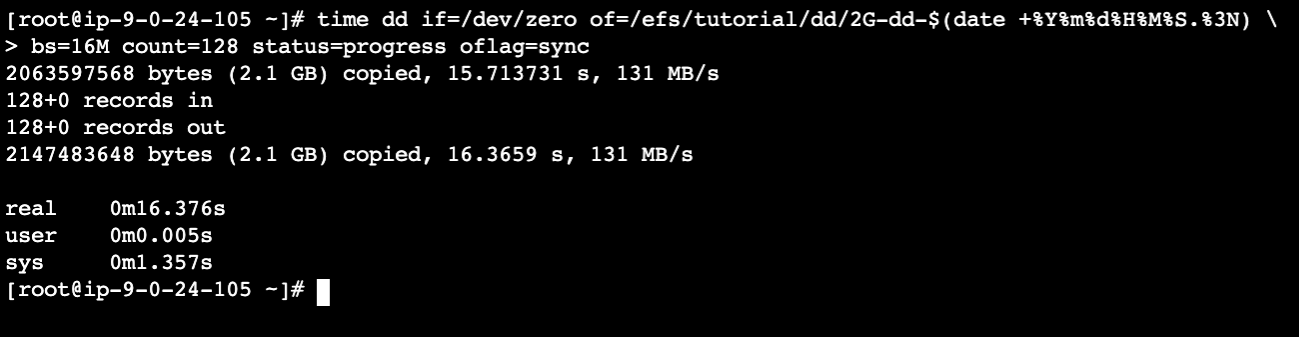 [root@ip-9-0-24-105 ~]# time dd if=/dev/zero of=/efs/tutorial/dd/2G-dd-$(date +%Y%m%d%H%M%S.%3N) \
> bs=16M count=128 status=progress oflag=sync
2063597568 bytes (2.1 GB) copied, 15.713731 s, 131 MB/s
128+0 records in
128+0 records out
2147483648 bytes (2.1 GB) copied, 16.3659 s, 131 MB/s

real    0m16.376s
user    0m0.005s
sys     0m1.357s
[root@ip-9-0-24-105 ~]#